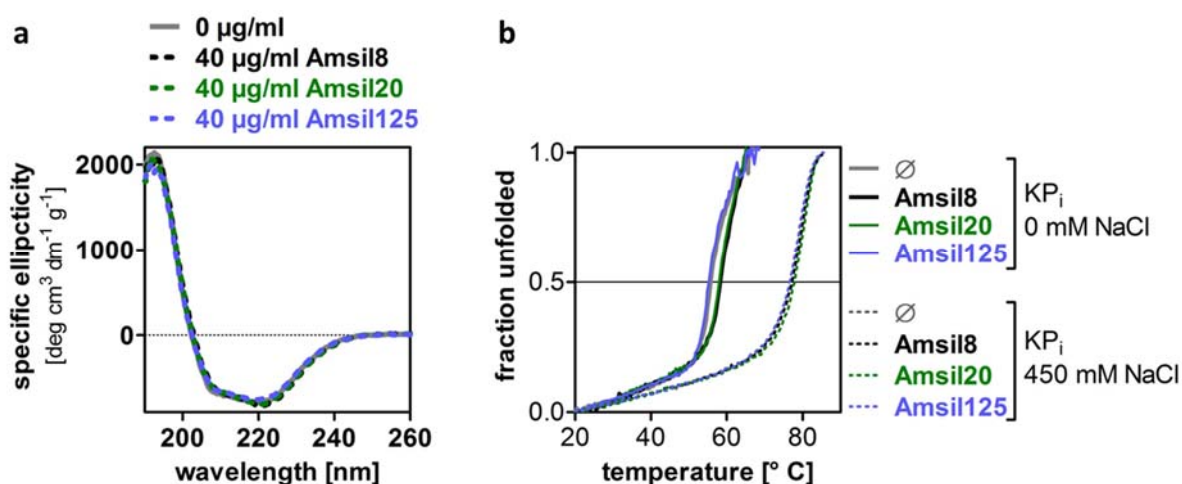 a
0 µg/ml
40 µg/ml Amsil8
40 µg/ml Amsil20
40 µg/ml Amsil125
specific ellipcticity
[deg cm³ dm⁻¹ g⁻¹]
2000
1000
0
200 220 240 260
wavelength [nm]
b
fraction unfolded
1.0
0.5
0.0
20 40 60 80
temperature [° C]
∅
Amsil8
Amsil20
Amsil125
KPᵢ
0 mM NaCl
∅
Amsil8
Amsil20
Amsil125
KPᵢ
450 mM NaCl